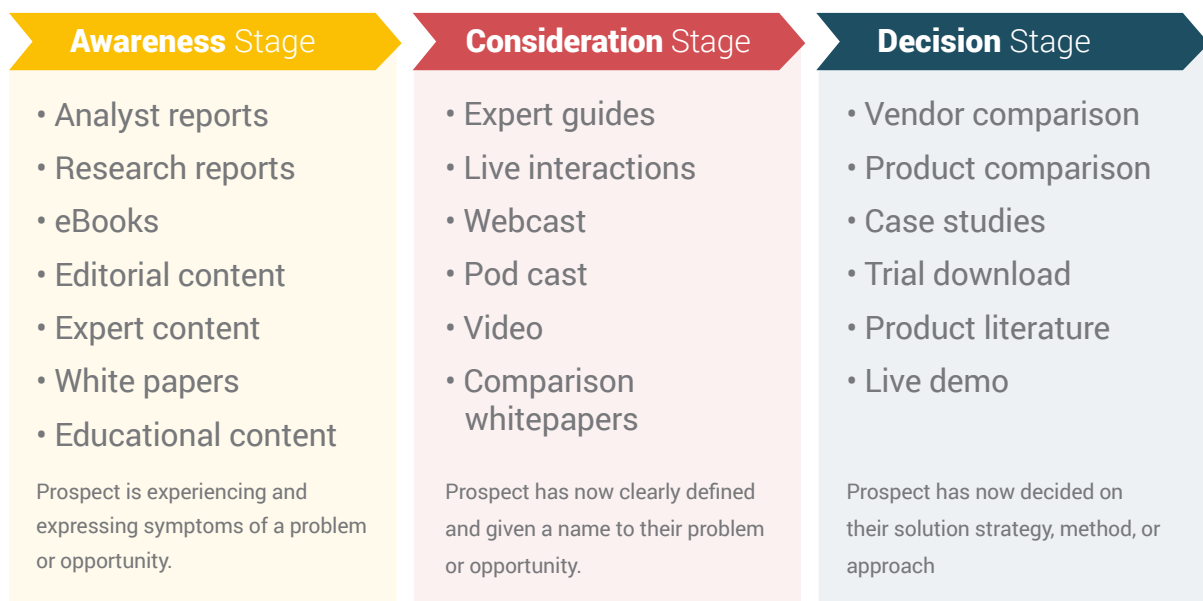 Awareness Stage
• Analyst reports
• Research reports
• eBooks
• Editorial content
• Expert content
• White papers
• Educational content
Prospect is experiencing and
expressing symptoms of a problem
or opportunity.
Consideration Stage
• Expert guides
• Live interactions
• Webcast
• Pod cast
• Video
• Comparison
whitepapers
Prospect has now clearly defined
and given a name to their problem
or opportunity.
Decision Stage
• Vendor comparison
• Product comparison
• Case studies
• Trial download
• Product literature
• Live demo
Prospect has now decided on
their solution strategy, method, or
approach